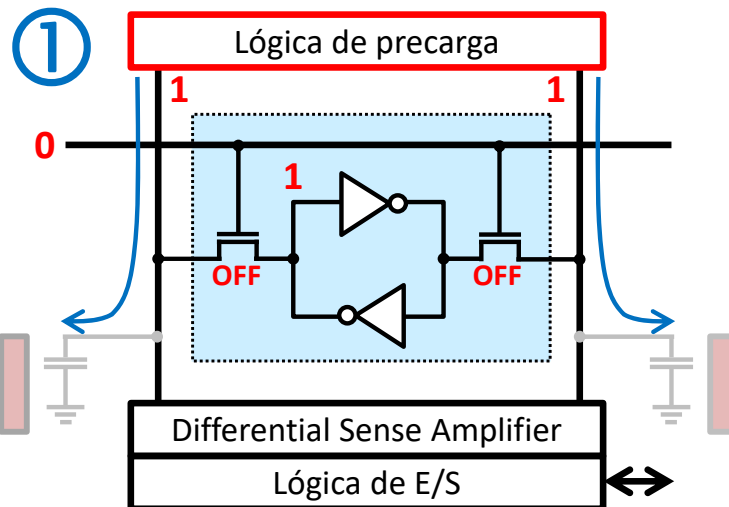 ①
Lógica de precarga
1 1
0
1
OFF OFF
Differential Sense Amplifier
Lógica de E/S